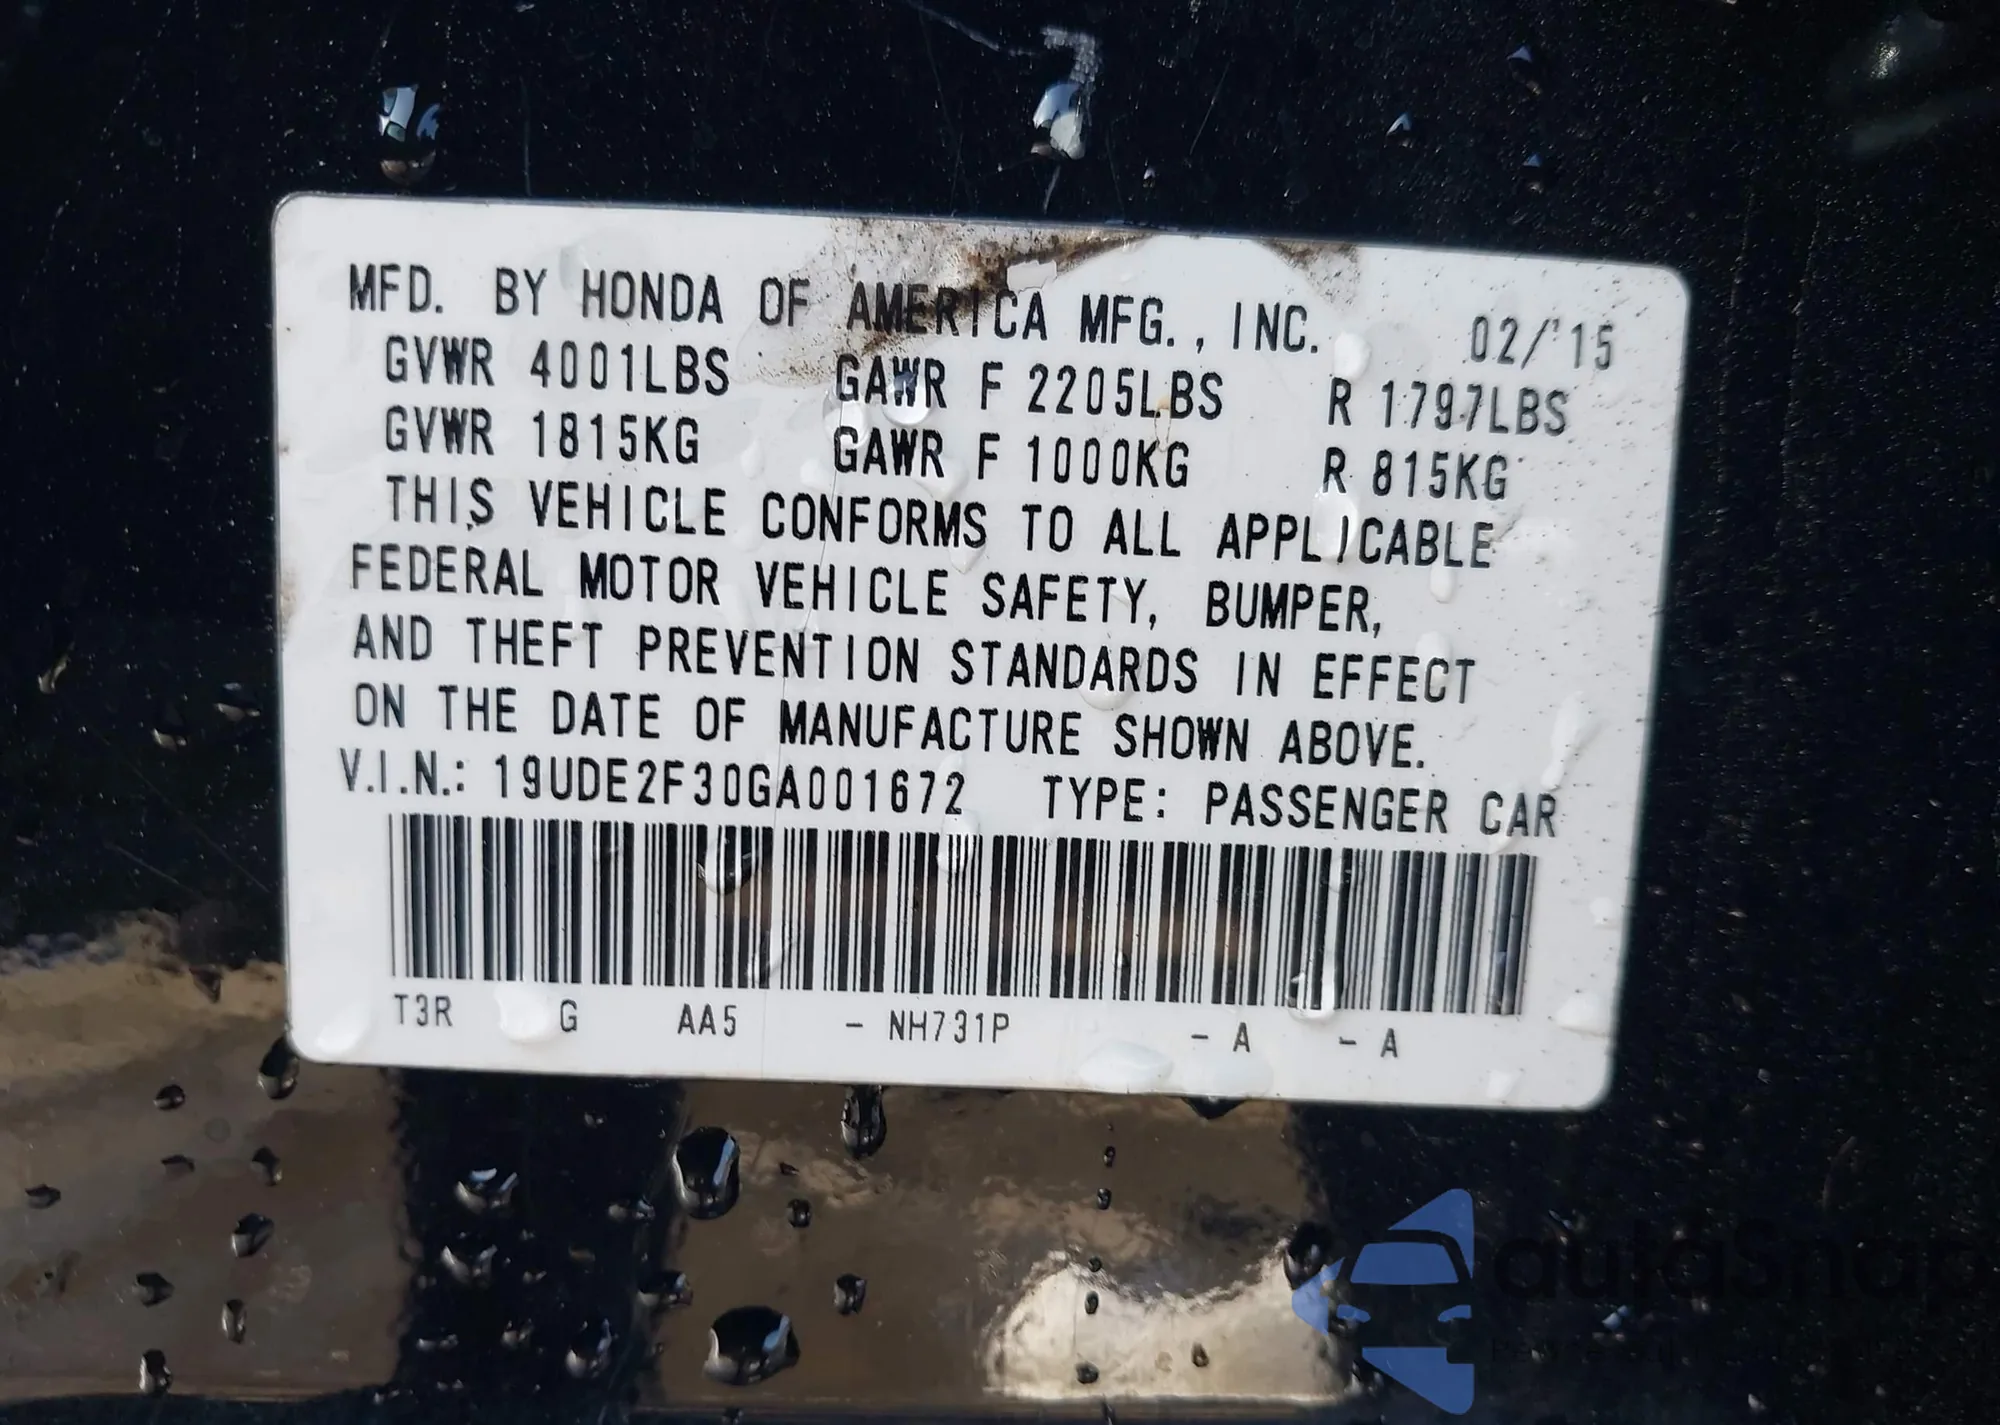 MFD. BY HONDA OF AMERICA MFG., INC. 02/'15
GVWR 4001LBS GAWR F 2205LBS R 1797LBS
GVWR 1815KG GAWR F 1000KG R 815KG
THIS VEHICLE CONFORMS TO ALL APPLICABLE
FEDERAL MOTOR VEHICLE SAFETY, BUMPER,
AND THEFT PREVENTION STANDARDS IN EFFECT
ON THE DATE OF MANUFACTURE SHOWN ABOVE.
V.I.N.: 19UDE2F30GA001672 TYPE: PASSENGER CAR
T3R G AA5 - NH731P - A - A